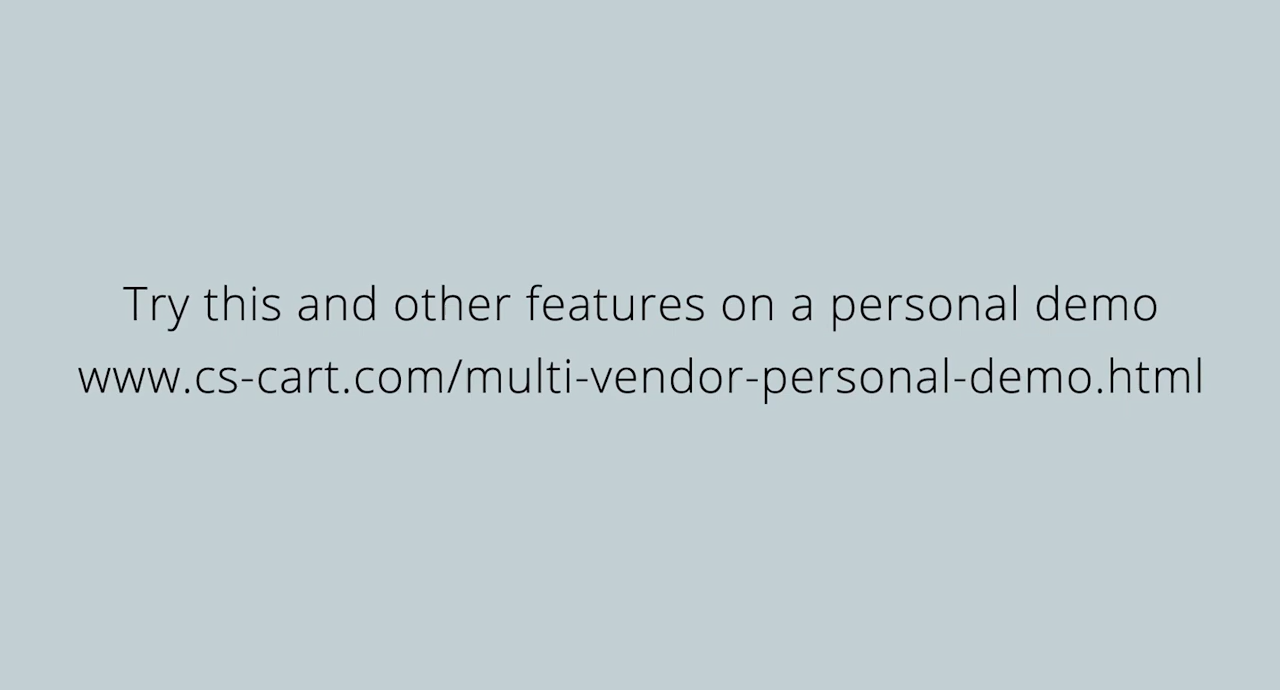 Try this and other features on a personal demo
www.cs-cart.com/multi-vendor-personal-demo.html